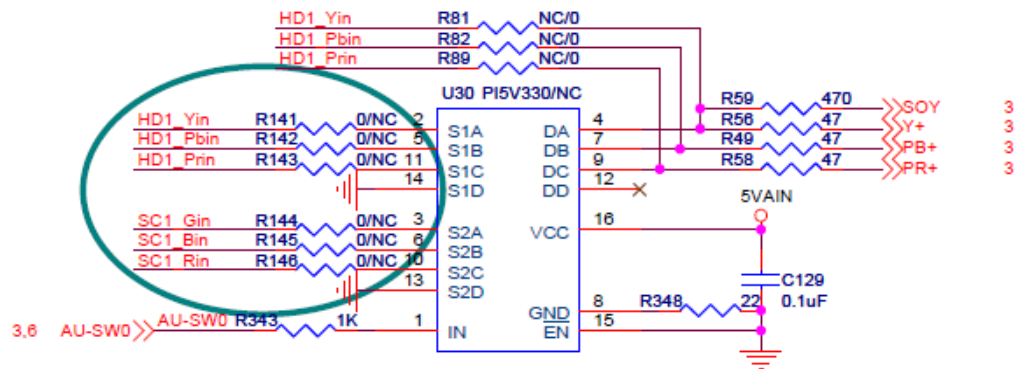 HD1_Yin R81 NC/0
HD1_Pbin R82 NC/0
HD1_Prin R89 NC/0
U30 PI5V330/NC
R59 470 SOY 3
HD1_Yin R141 0/NC 2 S1A DA 4 R56 47 Y+ 3
HD1_Pbin R142 0/NC 5 S1B DB 7 R49 47 PB+ 3
HD1_Prin R143 0/NC 11 S1C DC 9 R58 47 PR+ 3
14 S1D DD 12
5VAIN
SC1_Gin R144 0/NC 3 S2A VCC 16
SC1_Bin R145 0/NC 6 S2B
SC1_Rin R146 0/NC 10 S2C
13 S2D
C129
0.1uF
GND 8 R348 22
3,6 AU-SW0 AU-SW0 R343 1K 1 IN EN 15